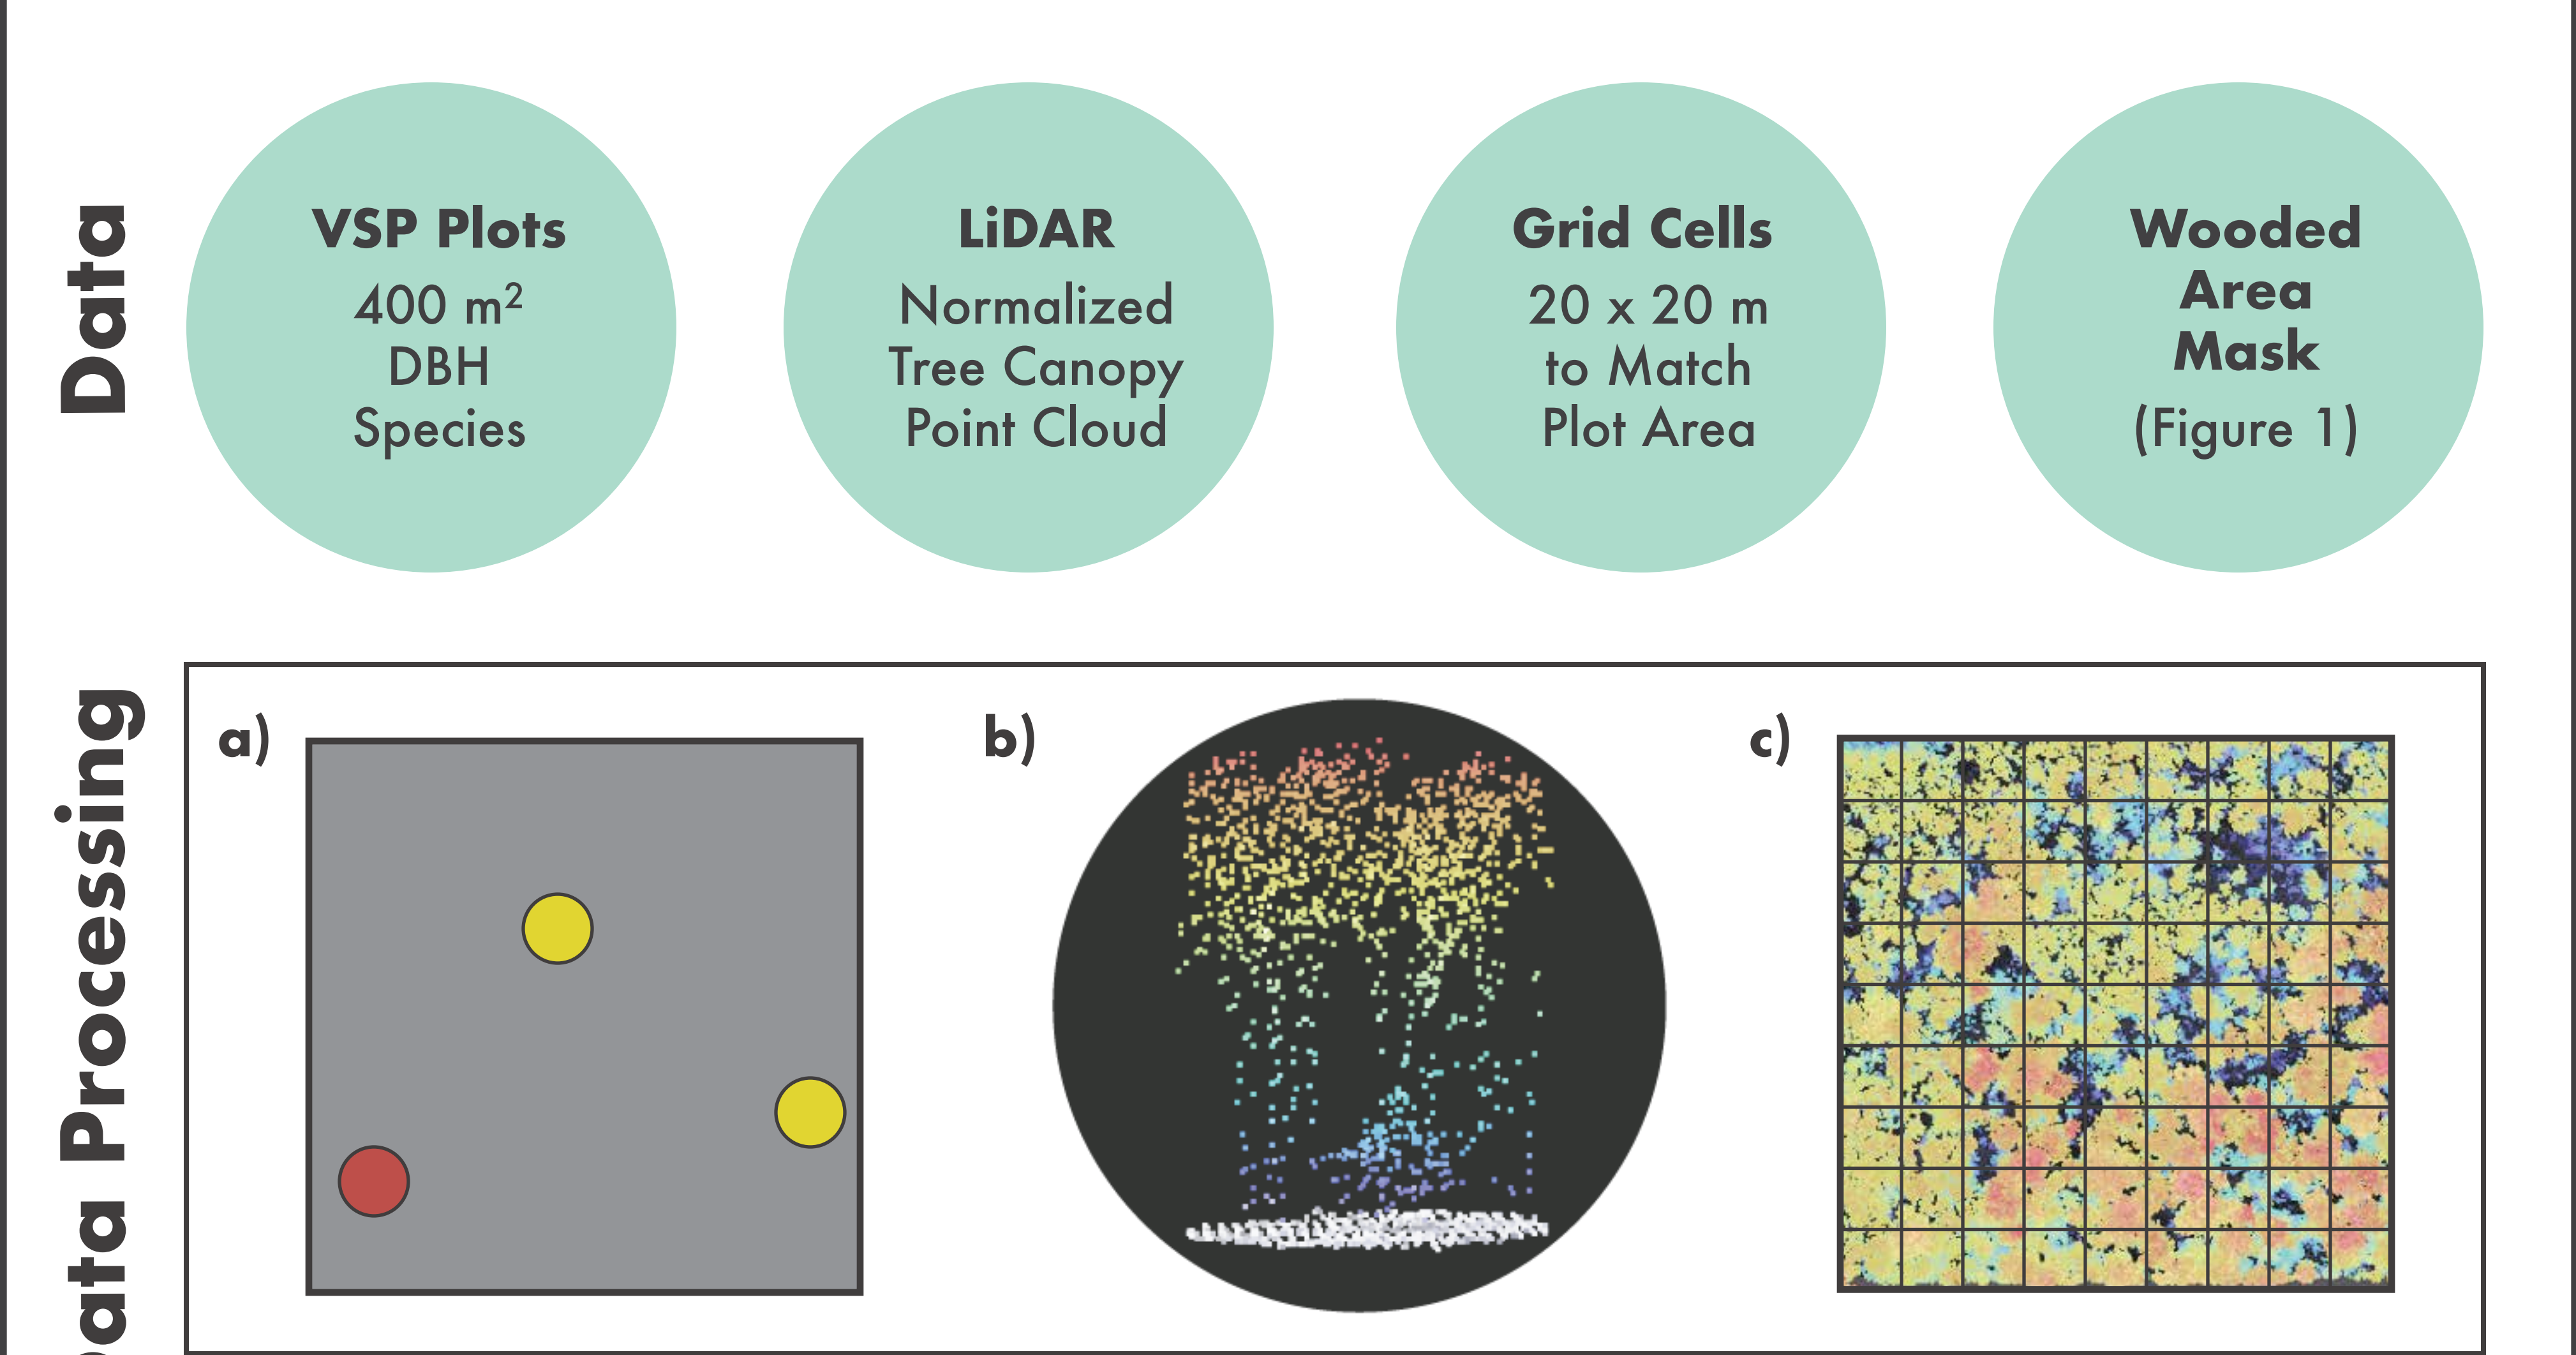 Data
VSP Plots
400 m²
DBH
Species
LiDAR
Normalized
Tree Canopy
Point Cloud
Grid Cells
20 x 20 m
to Match
Plot Area
Wooded
Area
Mask
(Figure 1)
Data Processing
a)
b)
c)